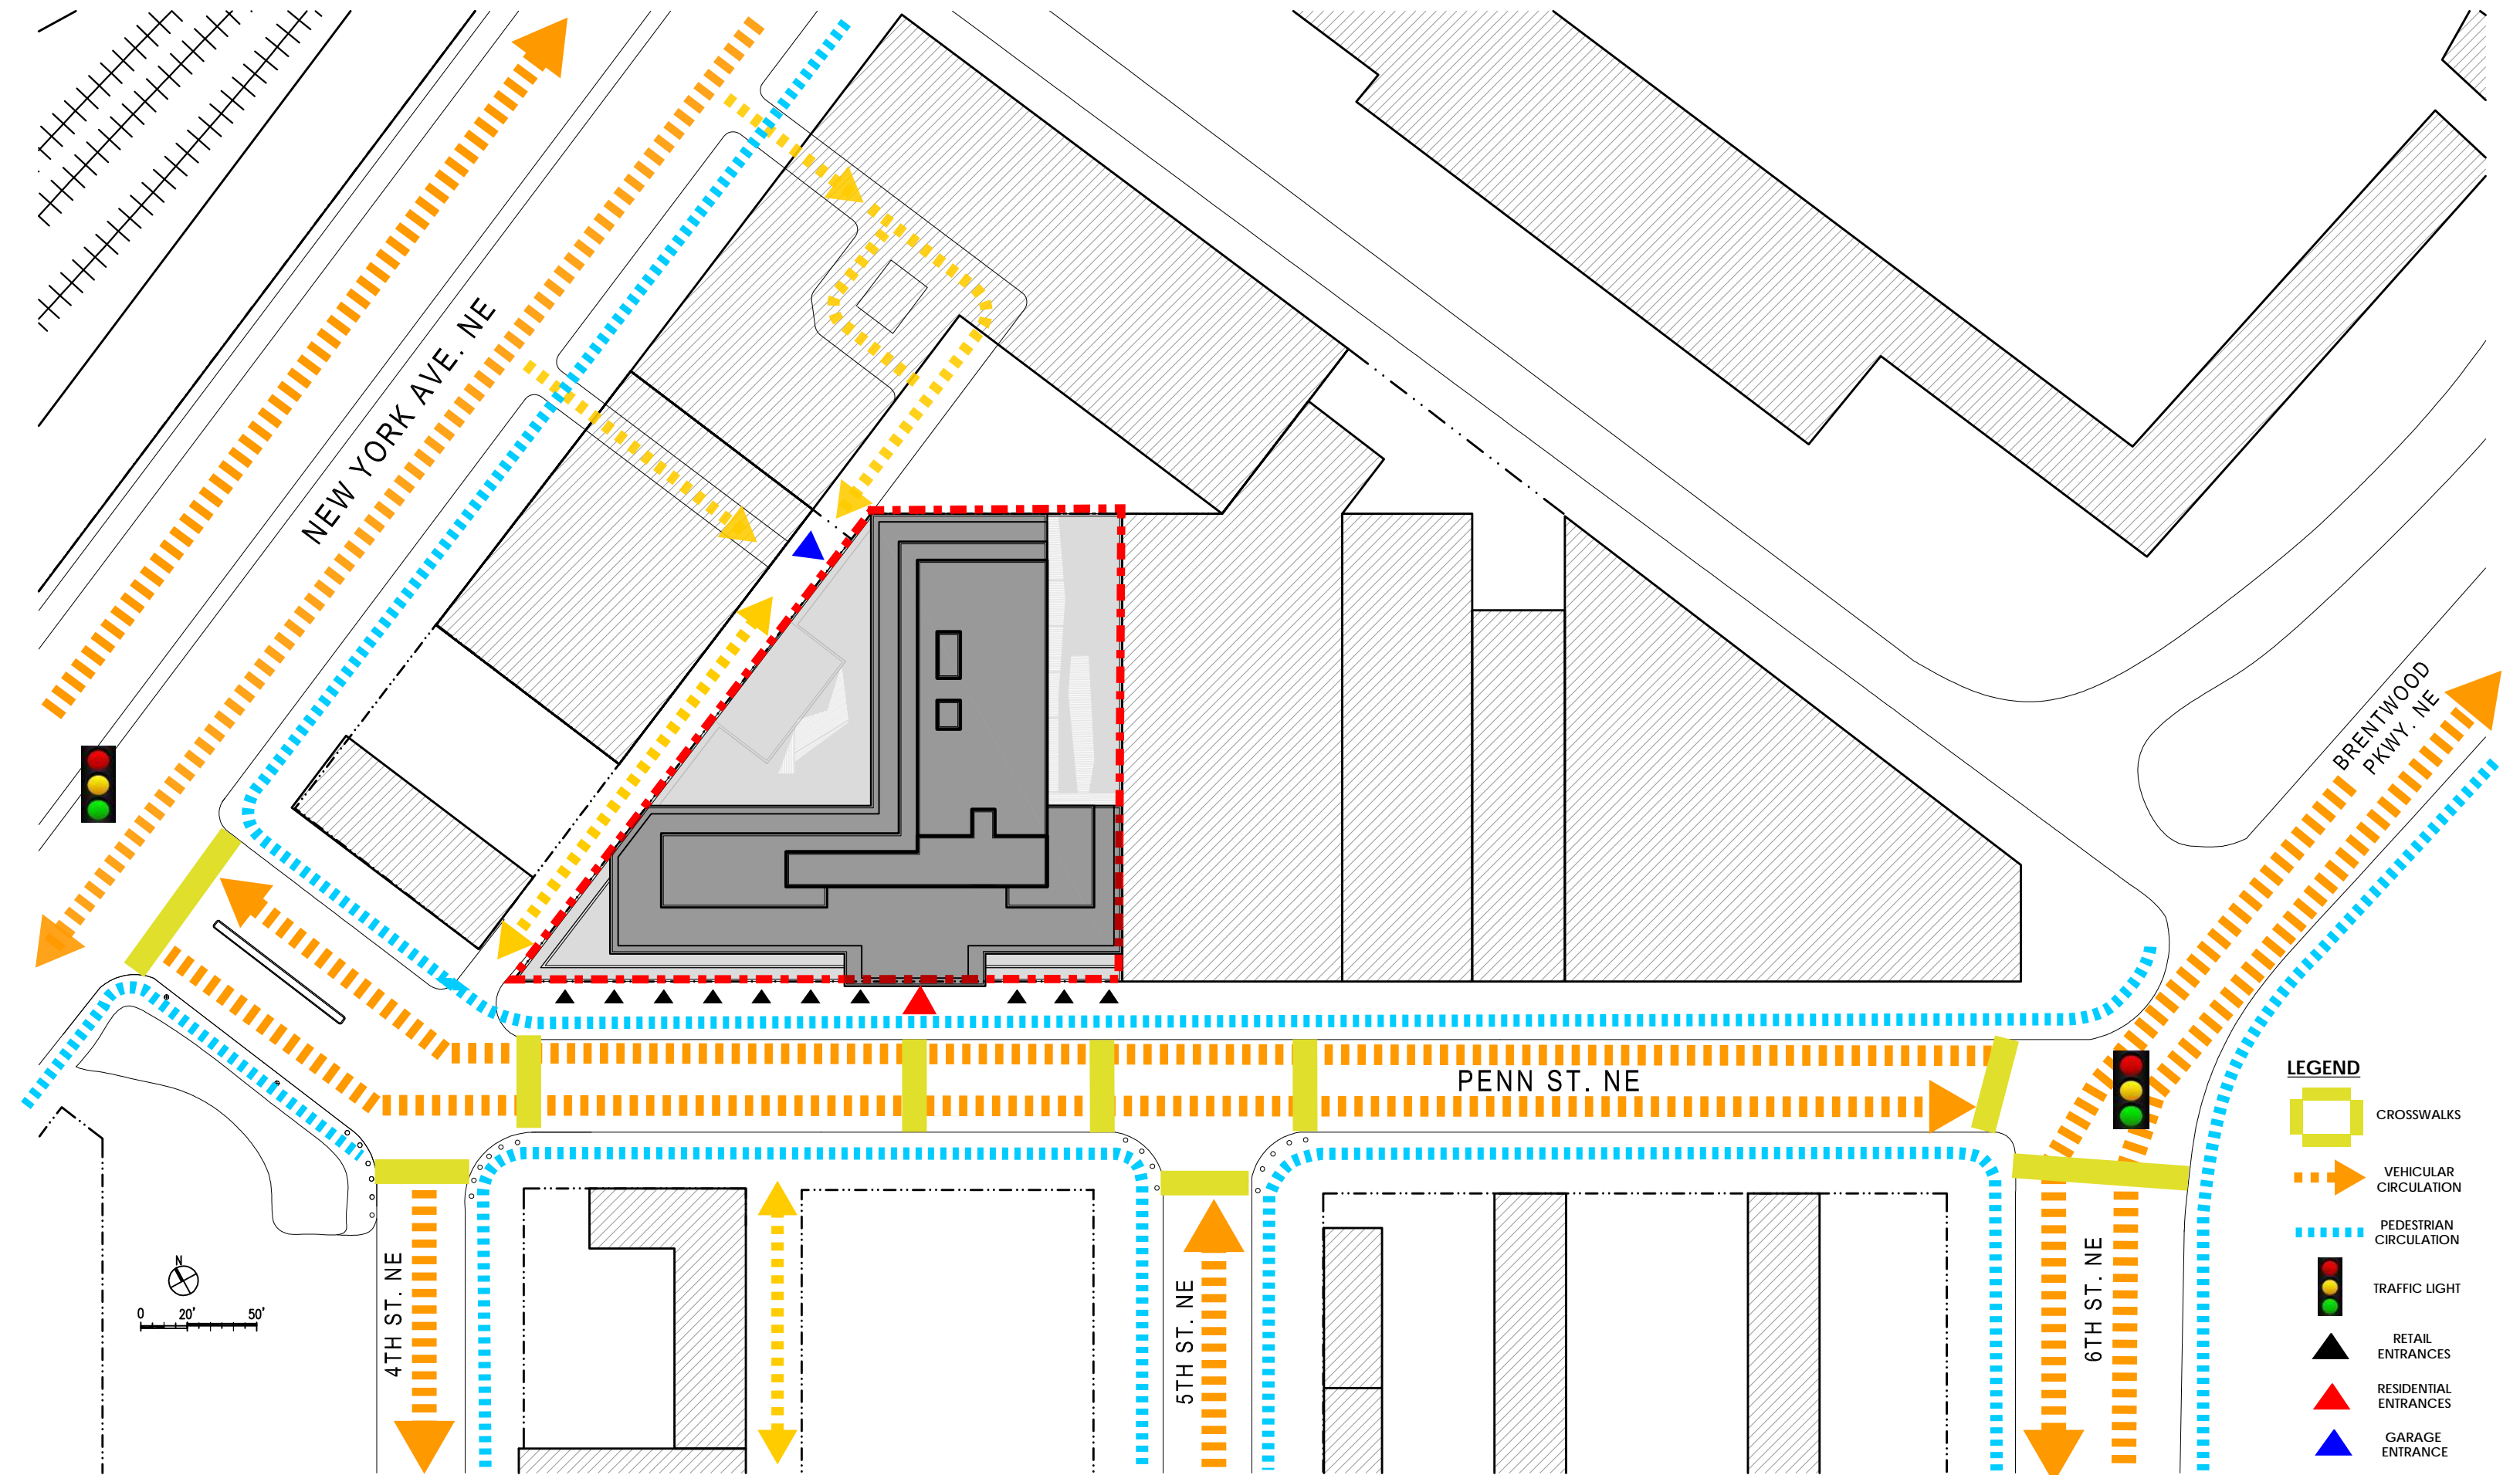 NEW YORK AVE. NE
BRENTWOOD
PKWY. NE
PENN ST. NE
4TH ST. NE
5TH ST. NE
6TH ST. NE
N
0 20' 50'
LEGEND
CROSSWALKS
VEHICULAR
CIRCULATION
PEDESTRIAN
CIRCULATION
TRAFFIC LIGHT
RETAIL
ENTRANCES
RESIDENTIAL
ENTRANCES
GARAGE
ENTRANCE